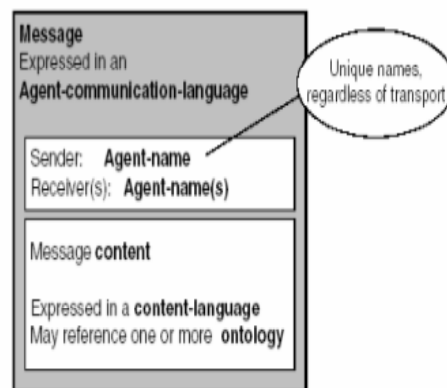 Message
Expressed in an
Agent-communication-language
Unique names,
regardless of transport
Sender: Agent-name
Receiver(s): Agent-name(s)
Message content
Expressed in a content-language
May reference one or more ontology